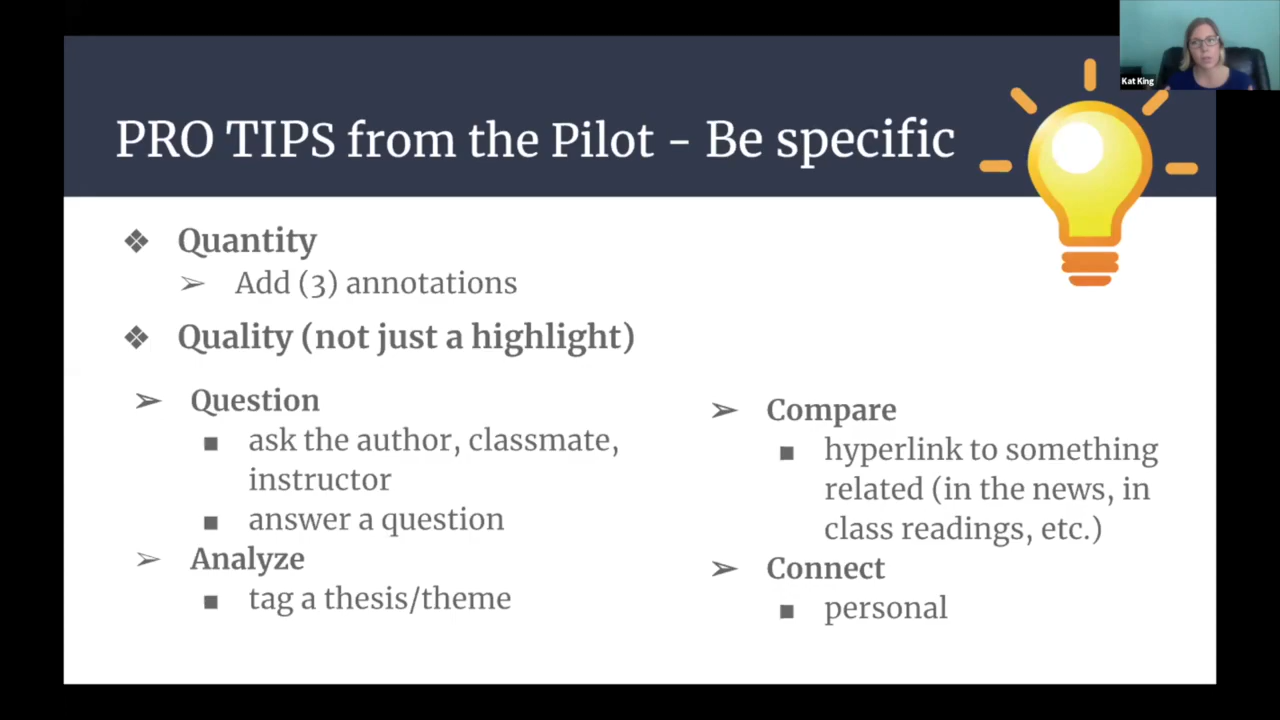 Kat King
PRO TIPS from the Pilot - Be specific
❖ Quantity
➢ Add (3) annotations
❖ Quality (not just a highlight)
➢ Question
■ ask the author, classmate,
instructor
■ answer a question
➢ Analyze
■ tag a thesis/theme
➢ Compare
■ hyperlink to something
related (in the news, in
class readings, etc.)
➢ Connect
■ personal